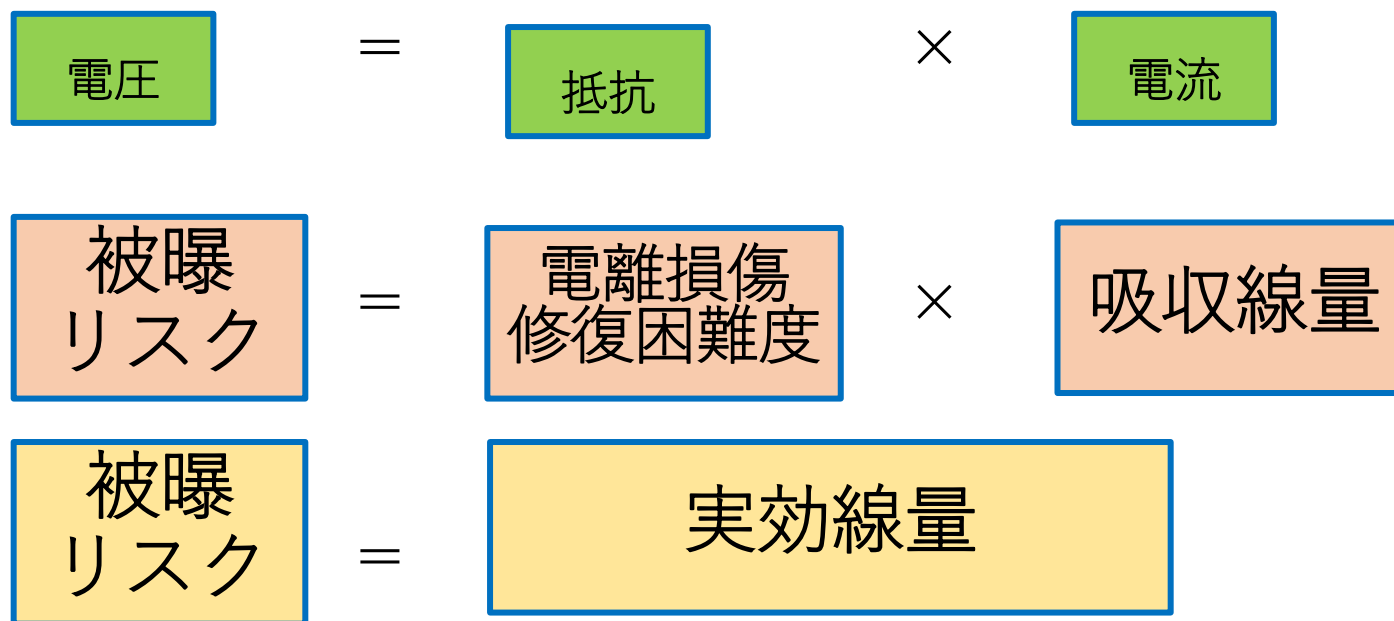 電圧 = 抵抗 × 電流
被曝
リスク = 電離損傷
修復困難度 × 吸収線量
被曝
リスク = 実効線量